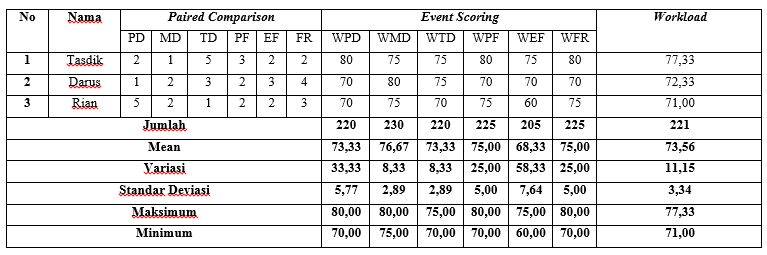 No Nama Paired Comparison Event Scoring Workload
PD MD TD PF EF FR WPD WMD WTD WPF WEF WFR
1 Tasdik 2 1 5 3 2 2 80 75 75 80 75 80 77,33
2 Darus 1 2 3 2 3 4 70 80 75 70 70 70 72,33
3 Rian 5 2 1 2 2 3 70 75 70 75 60 75 71,00
Jumlah 220 230 220 225 205 225 221
Mean 73,33 76,67 73,33 75,00 68,33 75,00 73,56
Variasi 33,33 8,33 8,33 25,00 58,33 25,00 11,15
Standar Deviasi 5,77 2,89 2,89 5,00 7,64 5,00 3,34
Maksimum 80,00 80,00 75,00 80,00 75,00 80,00 77,33
Minimum 70,00 75,00 70,00 70,00 60,00 70,00 71,00